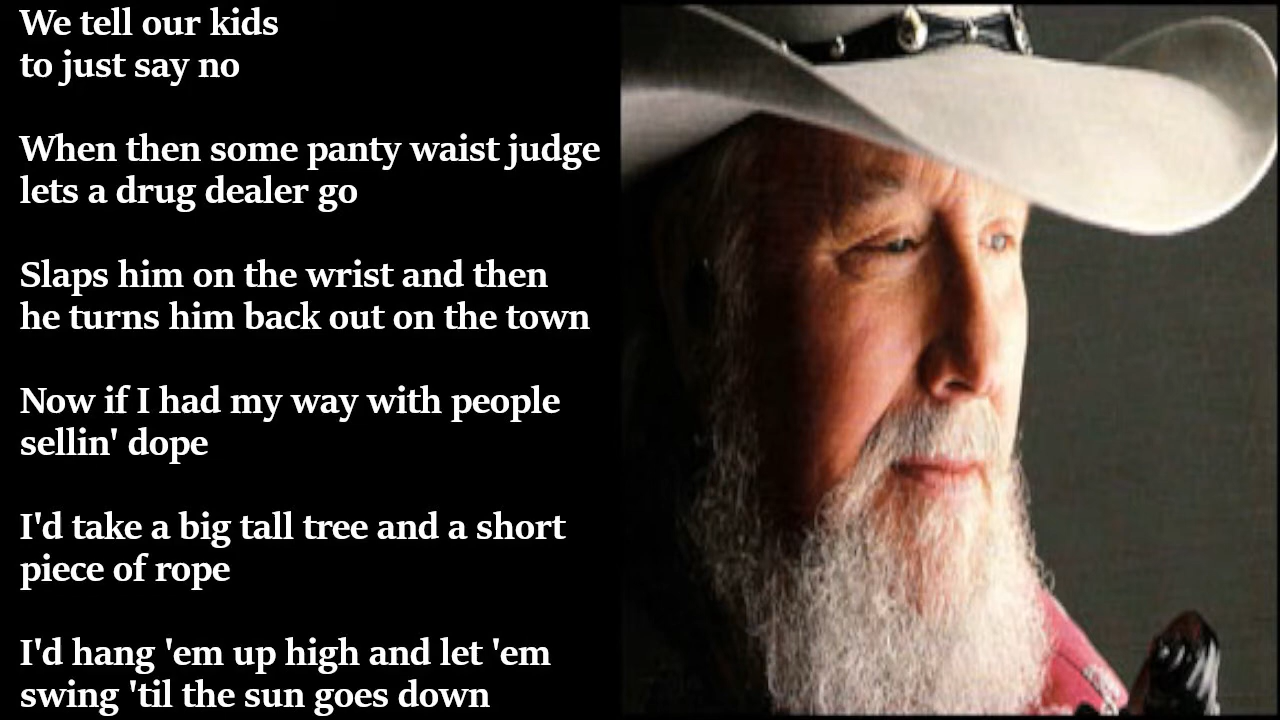 We tell our kids
to just say no
When then some panty waist judge
lets a drug dealer go
Slaps him on the wrist and then
he turns him back out on the town
Now if I had my way with people
sellin' dope
I'd take a big tall tree and a short
piece of rope
I'd hang 'em up high and let 'em
swing 'til the sun goes down